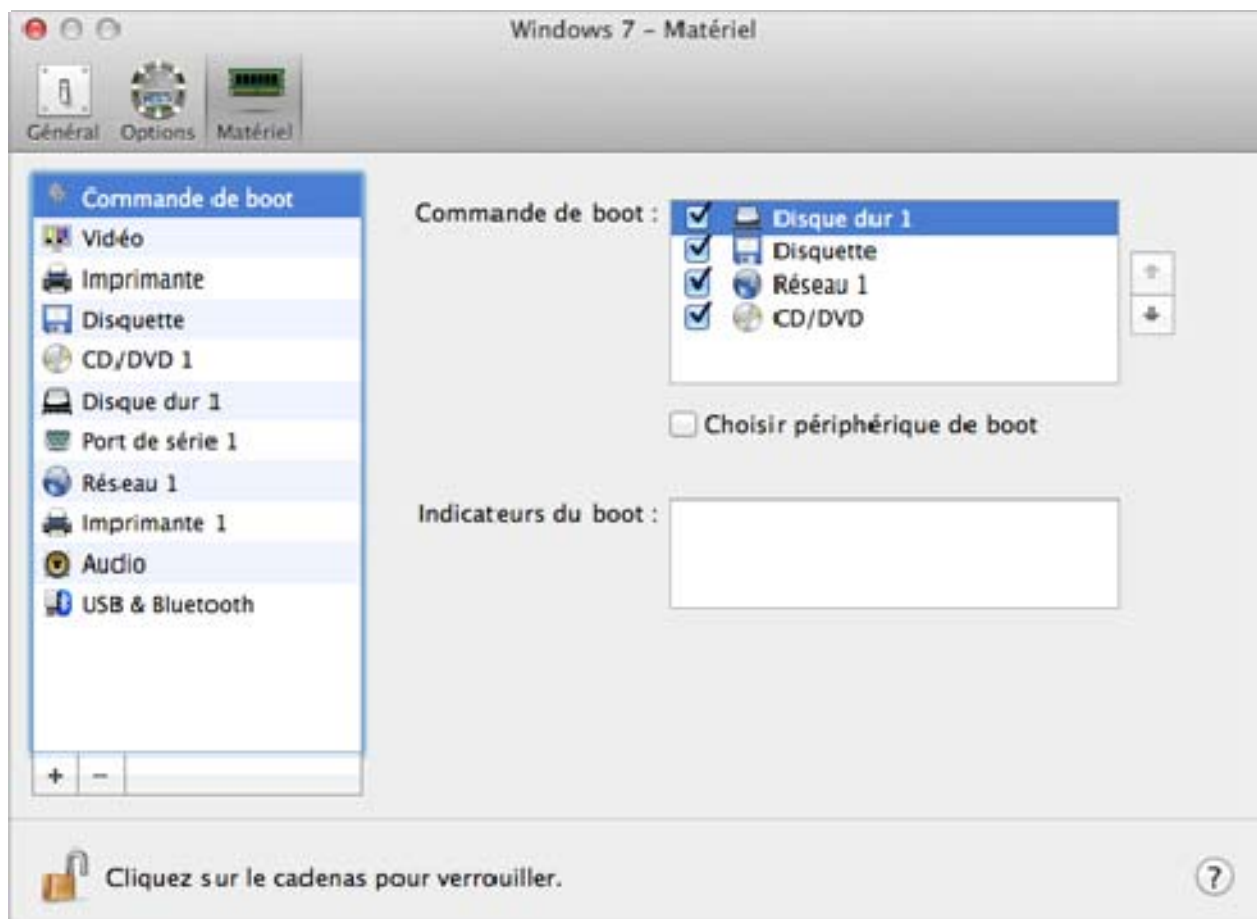 Windows 7 – Matériel
Général Options Matériel
Commande de boot
Vidéo
Imprimante
Disquette
CD/DVD 1
Disque dur 1
Port de série 1
Réseau 1
Imprimante 1
Audio
USB & Bluetooth
+ −
Commande de boot :
Disque dur 1
Disquette
Réseau 1
CD/DVD
Choisir périphérique de boot
Indicateurs du boot :
Cliquez sur le cadenas pour verrouiller.
?